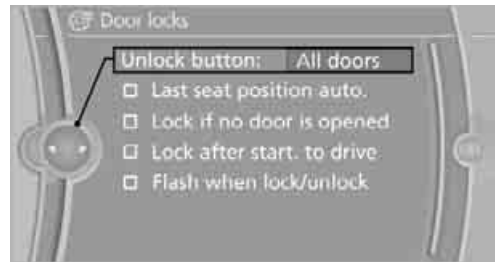 Door locks
Unlock button: All doors
Last seat position auto.
Lock if no door is opened
Lock after start. to drive
Flash when lock/unlock